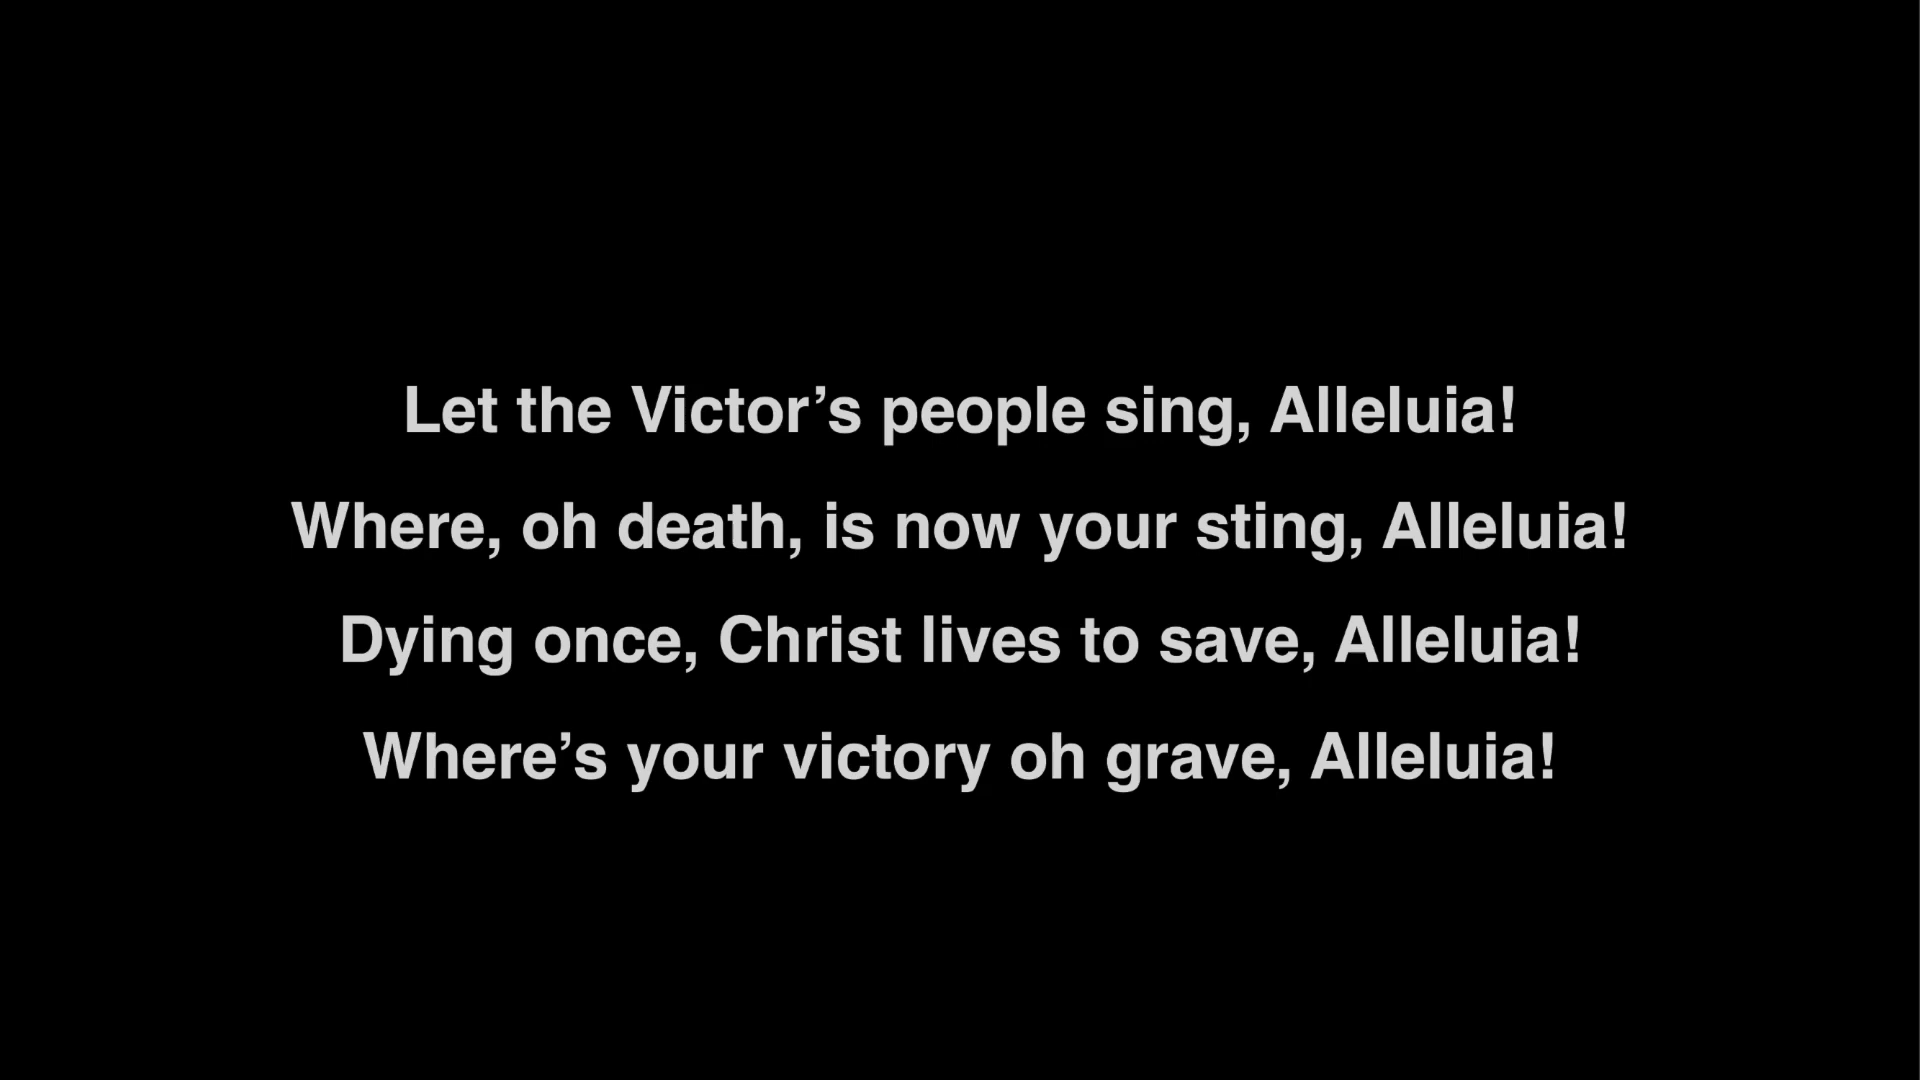 Let the Victor’s people sing, Alleluia!
Where, oh death, is now your sting, Alleluia!
Dying once, Christ lives to save, Alleluia!
Where’s your victory oh grave, Alleluia!